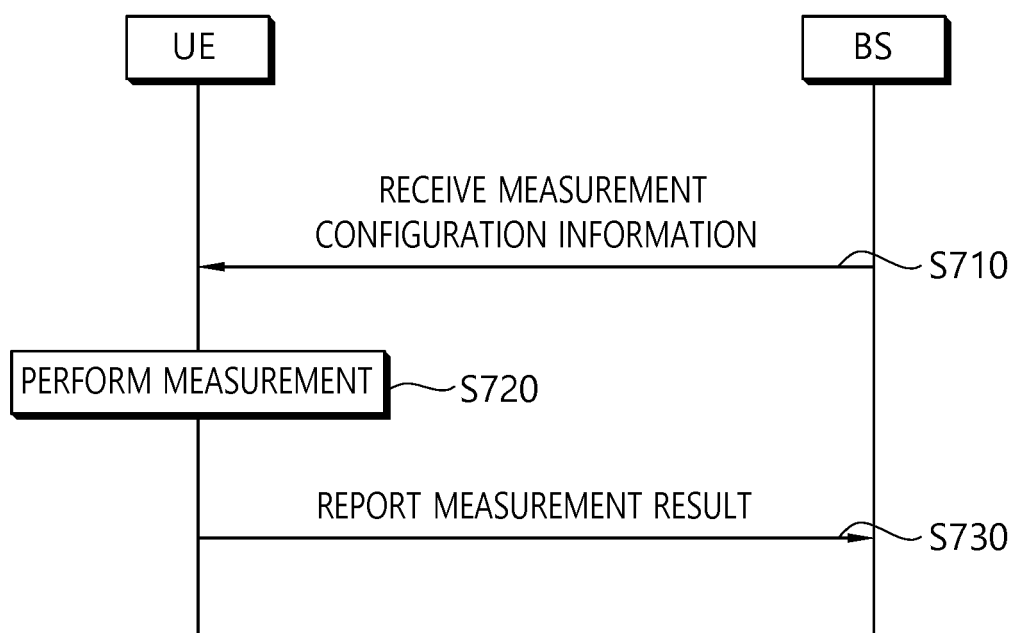 UE
BS
RECEIVE MEASUREMENT
CONFIGURATION INFORMATION
S710
PERFORM MEASUREMENT
S720
REPORT MEASUREMENT RESULT
S730